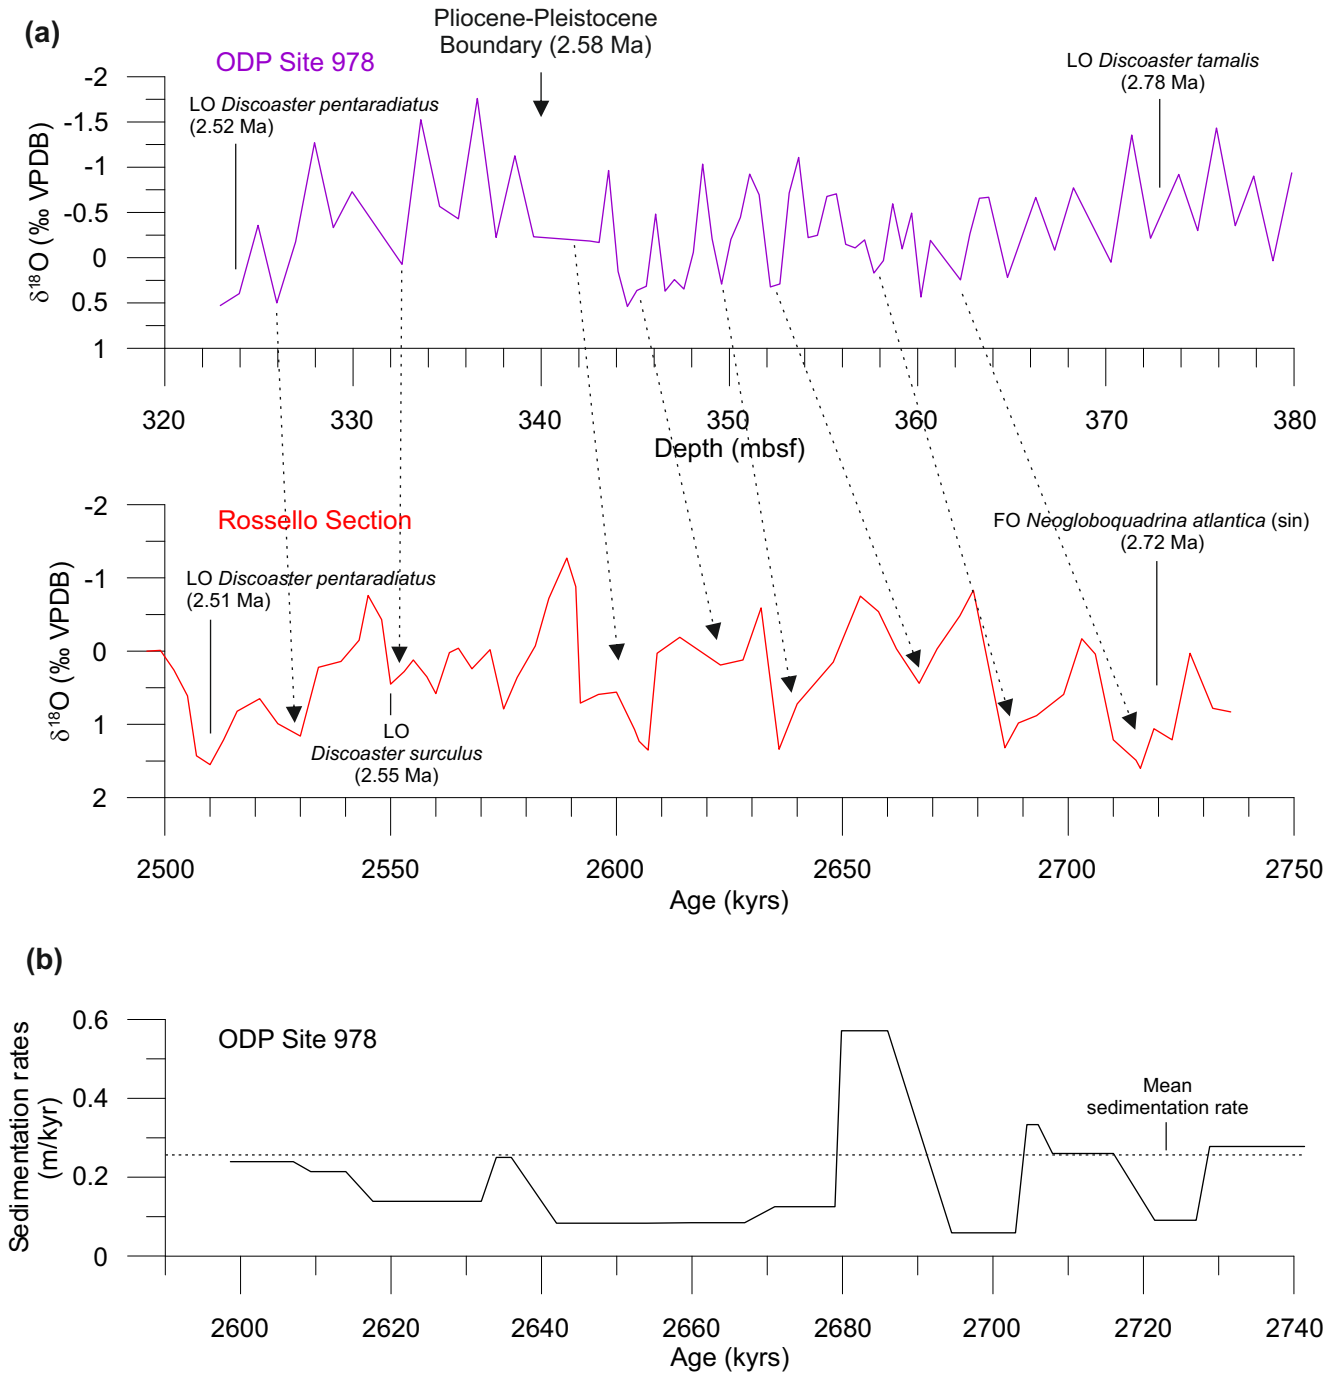 (a)
Pliocene-Pleistocene
Boundary (2.58 Ma)
ODP Site 978
LO Discoaster tamalis
(2.78 Ma)
LO Discoaster pentaradiatus
(2.52 Ma)
δ18O (‰ VPDB)
-2
-1.5
-1
-0.5
0
0.5
1
320
330
340
350
360
370
380
Depth (mbsf)
Rossello Section
FO Neogloboquadrina atlantica (sin)
(2.72 Ma)
LO Discoaster pentaradiatus
(2.51 Ma)
LO
Discoaster surculus
(2.55 Ma)
δ18O (‰ VPDB)
-2
-1
0
1
2
2500
2550
2600
2650
2700
2750
Age (kyrs)
(b)
ODP Site 978
Mean
sedimentation rate
Sedimentation rates
(m/kyr)
0.6
0.4
0.2
0
2600
2620
2640
2660
2680
2700
2720
2740
Age (kyrs)